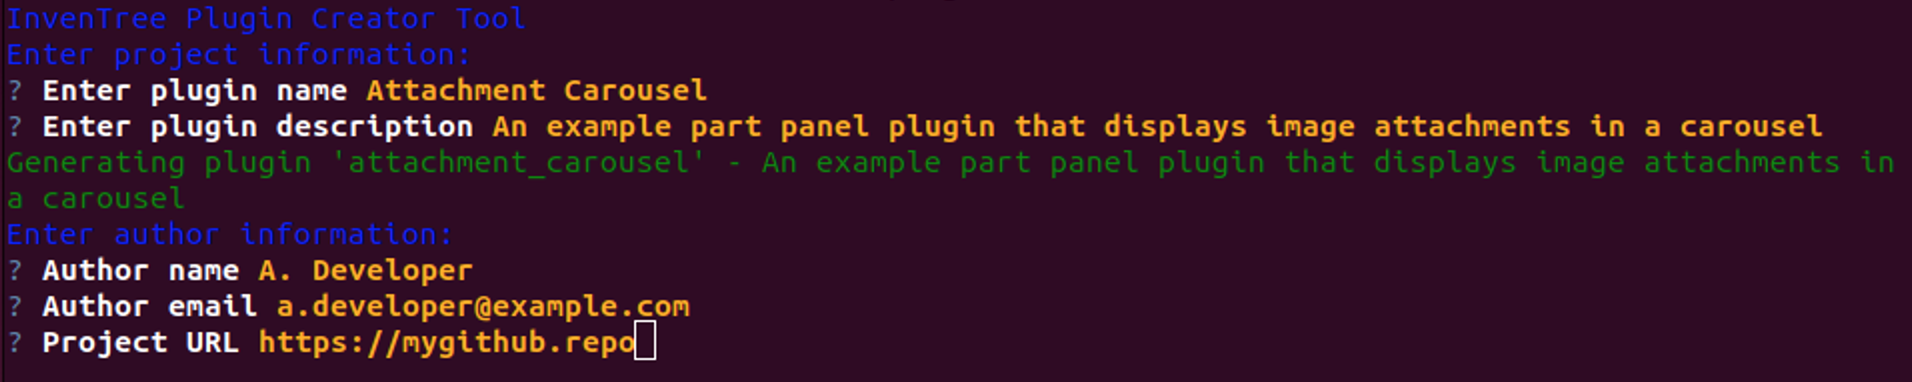 InvenTree Plugin Creator Tool
Enter project information:
? Enter plugin name Attachment Carousel
? Enter plugin description An example part panel plugin that displays image attachments in a carousel
Generating plugin 'attachment_carousel' - An example part panel plugin that displays image attachments in
a carousel
Enter author information:
? Author name A. Developer
? Author email a.developer@example.com
? Project URL https://mygithub.repo